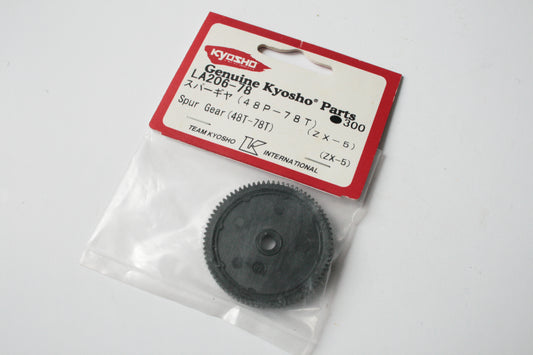 KYOSHO
Genuine Kyosho® Parts
LA206-78
●300
スパーギヤ (48P-78T) (ZX-5)
Spur Gear (48T-78T) (ZX-5)
TEAM KYOSHO K INTERNATIONAL